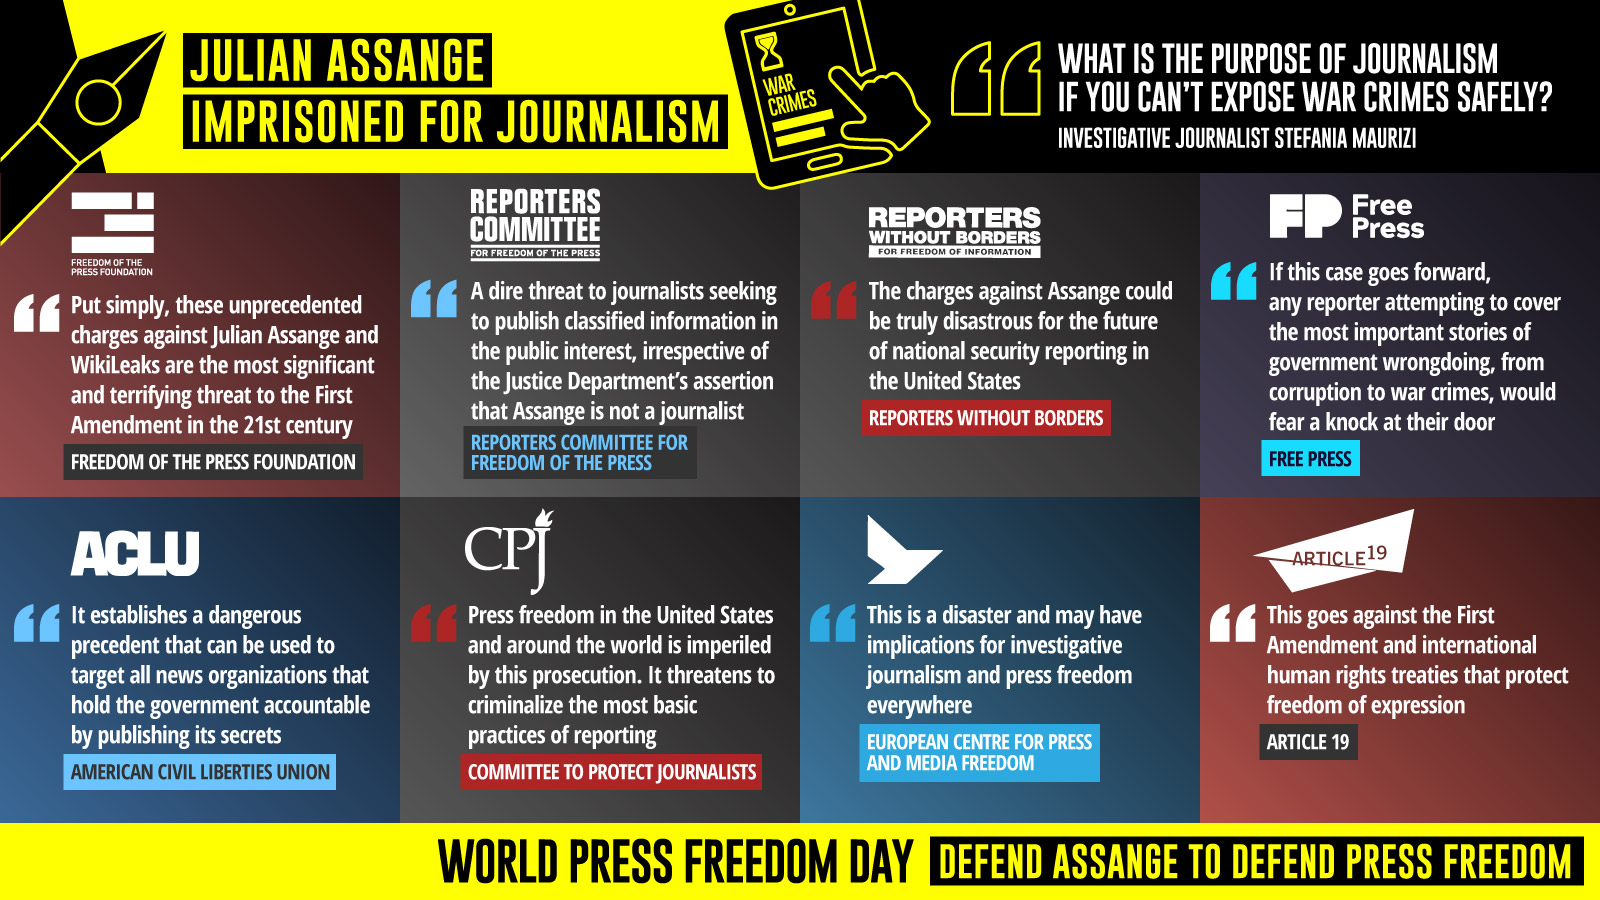 JULIAN ASSANGE
IMPRISONED FOR JOURNALISM
WAR
CRIMES
WHAT IS THE PURPOSE OF JOURNALISM
IF YOU CAN'T EXPOSE WAR CRIMES SAFELY?
INVESTIGATIVE JOURNALIST STEFANIA MAURIZI
FREEDOM OF THE
PRESS FOUNDATION
Put simply, these unprecedented
charges against Julian Assange and
WikiLeaks are the most significant
and terrifying threat to the First
Amendment in the 21st century
FREEDOM OF THE PRESS FOUNDATION
REPORTERS
COMMITTEE
FOR FREEDOM OF THE PRESS
A dire threat to journalists seeking
to publish classified information in
the public interest, irrespective of
the Justice Department's assertion
that Assange is not a journalist
REPORTERS COMMITTEE FOR
FREEDOM OF THE PRESS
REPORTERS
WITHOUT BORDERS
FOR FREEDOM OF INFORMATION
The charges against Assange could
be truly disastrous for the future
of national security reporting in
the United States
REPORTERS WITHOUT BORDERS
FP Free
Press
If this case goes forward,
any reporter attempting to cover
the most important stories of
government wrongdoing, from
corruption to war crimes, would
fear a knock at their door
FREE PRESS
ACLU
It establishes a dangerous
precedent that can be used to
target all news organizations that
hold the government accountable
by publishing its secrets
AMERICAN CIVIL LIBERTIES UNION
CPJ
Press freedom in the United States
and around the world is imperiled
by this prosecution. It threatens to
criminalize the most basic
practices of reporting
COMMITTEE TO PROTECT JOURNALISTS
This is a disaster and may have
implications for investigative
journalism and press freedom
everywhere
EUROPEAN CENTRE FOR PRESS
AND MEDIA FREEDOM
ARTICLE 19
This goes against the First
Amendment and international
human rights treaties that protect
freedom of expression
ARTICLE 19
WORLD PRESS FREEDOM DAY DEFEND ASSANGE TO DEFEND PRESS FREEDOM